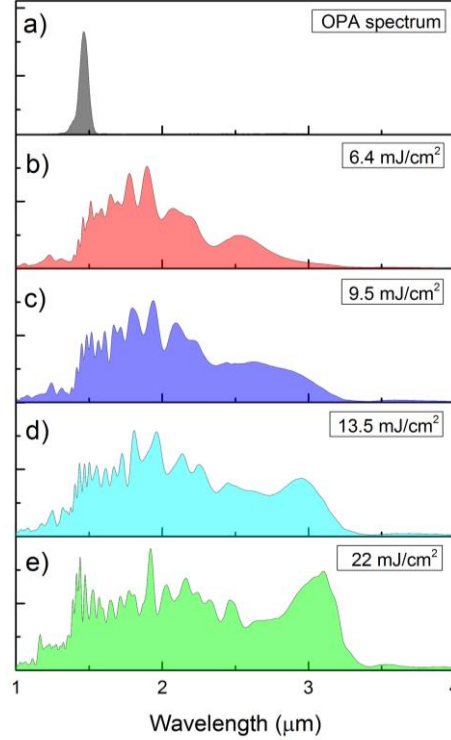 a)
OPA spectrum
b)
6.4 mJ/cm²
c)
9.5 mJ/cm²
d)
13.5 mJ/cm²
e)
22 mJ/cm²
1 2 3 4
Wavelength (μm)